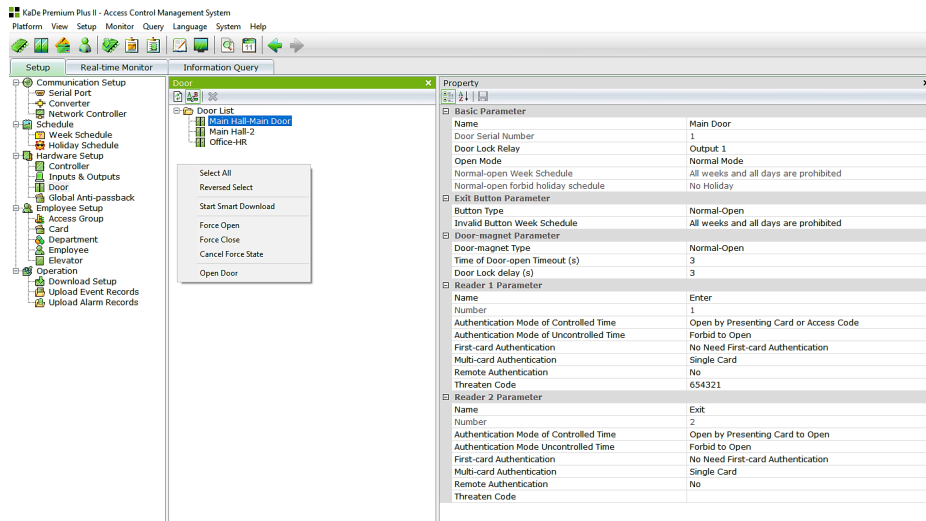 KaDe Premium Plus II - Access Control Management System
Platform View Setup Monitor Query Language System Help
Setup Real-time Monitor Information Query
Communication Setup
Serial Port
Converter
Network Controller
Schedule
Week Schedule
Holiday Schedule
Hardware Setup
Controller
Inputs & Outputs
Door
Global Anti-passback
Employee Setup
Access Group
Card
Department
Employee
Elevator
Operation
Download Setup
Upload Event Records
Upload Alarm Records
Door
Door List
Main Hall-Main Door
Main Hall-2
Office-HR
Select All
Reversed Select
Start Smart Download
Force Open
Force Close
Cancel Force State
Open Door
Property
Basic Parameter
Name Main Door
Door Serial Number 1
Door Lock Relay Output 1
Open Mode Normal Mode
Normal-open Week Schedule All weeks and all days are prohibited
Normal-open forbid holiday schedule No Holiday
Exit Button Parameter
Button Type Normal-Open
Invalid Button Week Schedule All weeks and all days are prohibited
Door-magnet Parameter
Door-magnet Type Normal-Open
Time of Door-open Timeout (s) 3
Door Lock delay (s) 3
Reader 1 Parameter
Name Enter
Number 1
Authentication Mode of Controlled Time Open by Presenting Card or Access Code
Authentication Mode of Uncontrolled Time Forbid to Open
First-card Authentication No Need First-card Authentication
Multi-card Authentication Single Card
Remote Authentication No
Threaten Code 654321
Reader 2 Parameter
Name Exit
Number 2
Authentication Mode of Controlled Time Open by Presenting Card to Open
Authentication Mode Uncontrolled Time Forbid to Open
First-card Authentication No Need First-card Authentication
Multi-card Authentication Single Card
Remote Authentication No
Threaten Code